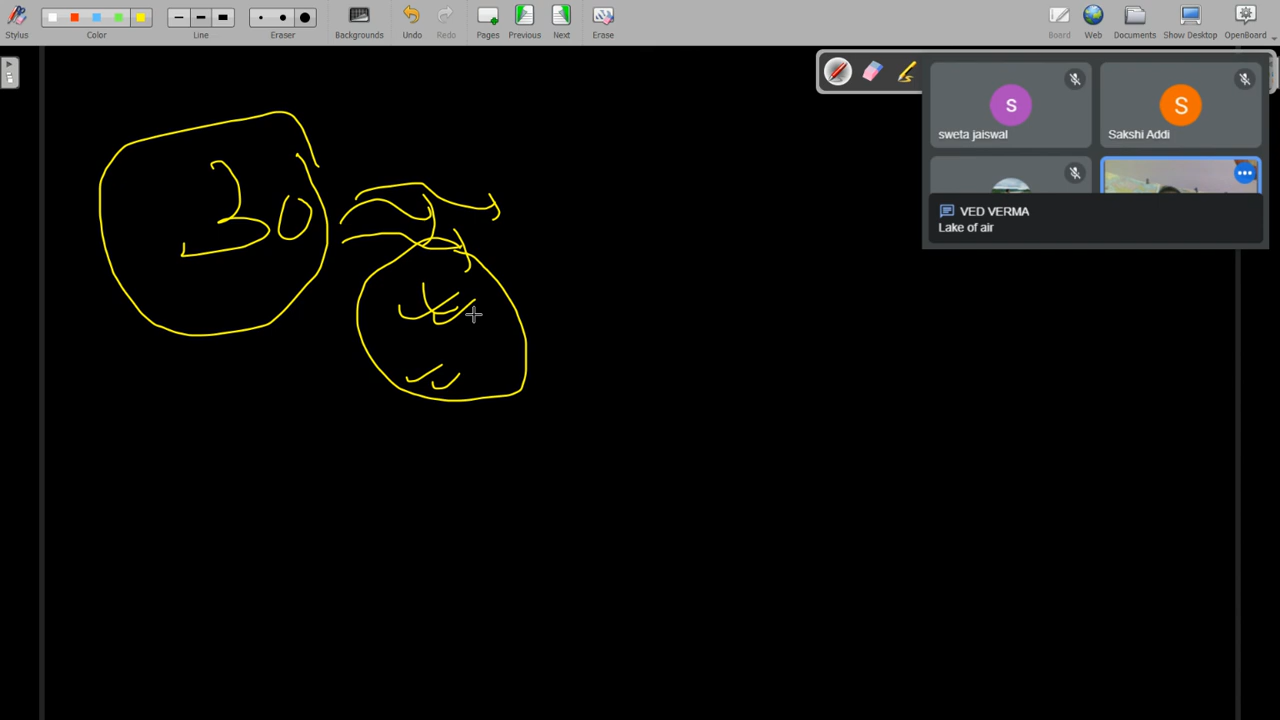 Stylus Color Line Eraser Backgrounds Undo Redo Pages Previous Next Erase Board Web Documents Show Desktop OpenBoard
s S
sweta jaiswal Sakshi Addi
30
VED VERMA
Lake of air